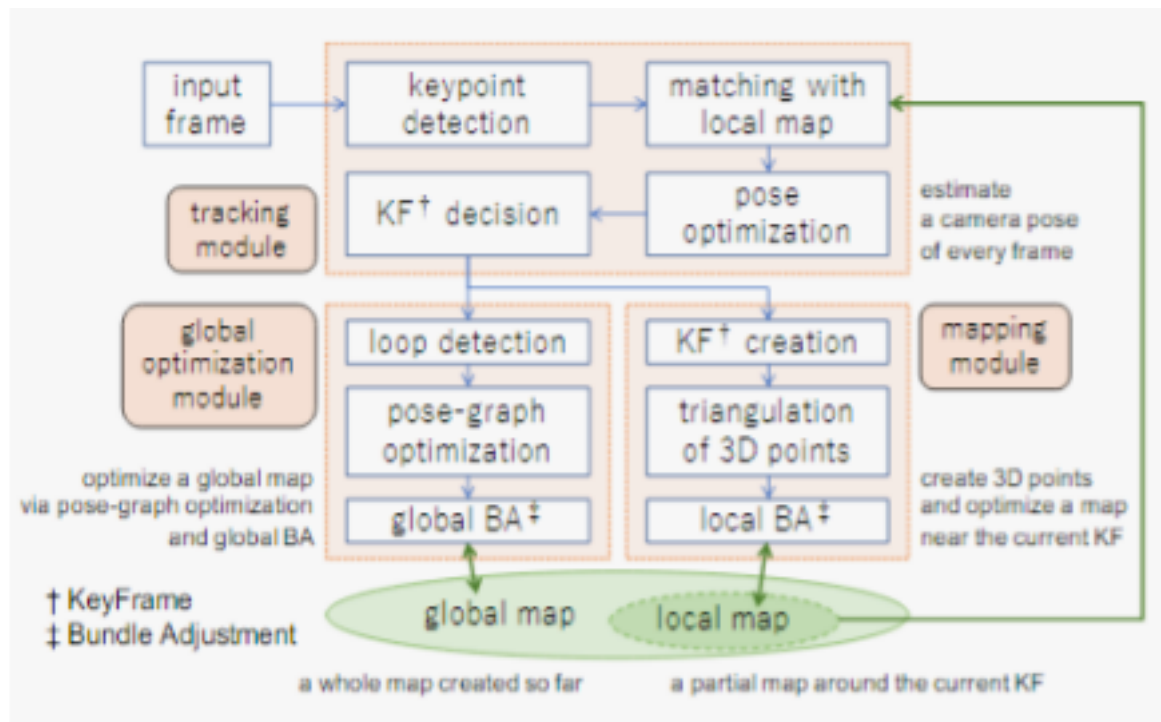 input
frame
keypoint
detection
matching with
local map
tracking
module
KF† decision
pose
optimization
estimate
a camera pose
of every frame
global
optimization
module
loop detection
KF† creation
mapping
module
pose-graph
optimization
triangulation
of 3D points
optimize a global map
via pose-graph optimization
and global BA
global BA‡
local BA‡
create 3D points
and optimize a map
near the current KF
† KeyFrame
‡ Bundle Adjustment
global map
local map
a whole map created so far
a partial map around the current KF